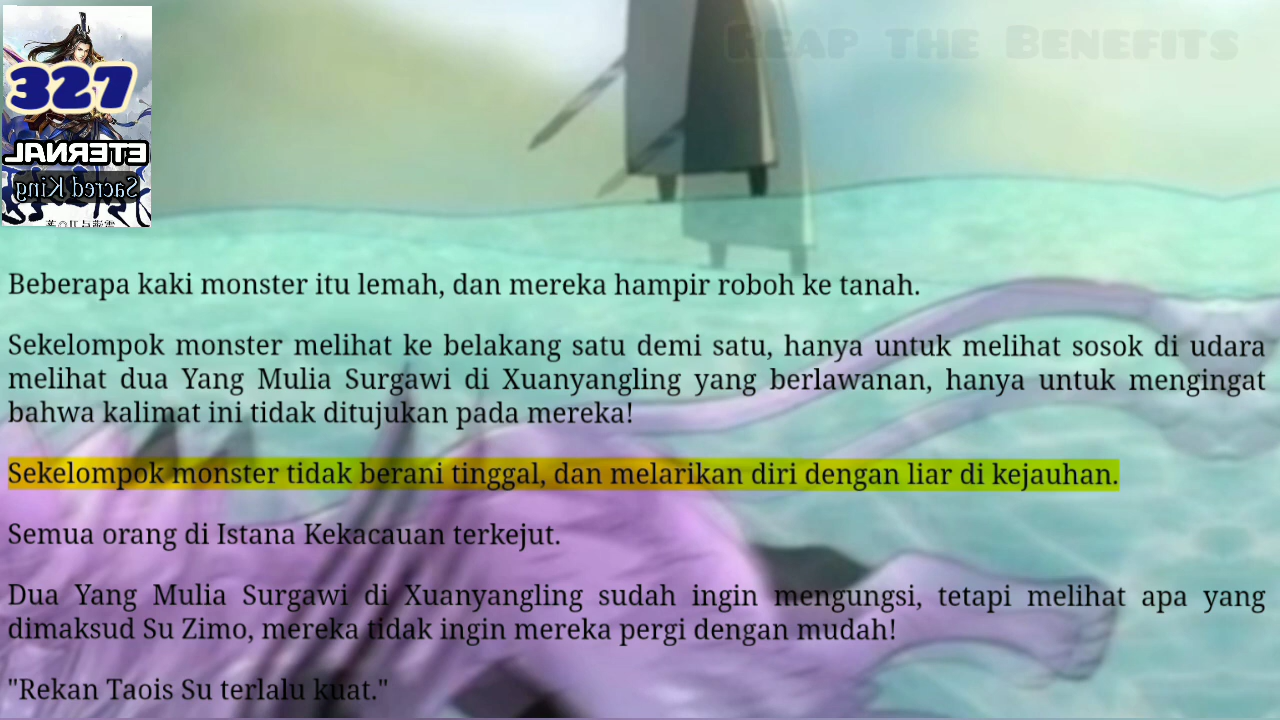 Reap the Benefits
327
ETERNAL
Sacred King
Beberapa kaki monster itu lemah, dan mereka hampir roboh ke tanah.
Sekelompok monster melihat ke belakang satu demi satu, hanya untuk melihat sosok di udara
melihat dua Yang Mulia Surgawi di Xuanyangling yang berlawanan, hanya untuk mengingat
bahwa kalimat ini tidak ditujukan pada mereka!
Sekelompok monster tidak berani tinggal, dan melarikan diri dengan liar di kejauhan.
Semua orang di Istana Kekacauan terkejut.
Dua Yang Mulia Surgawi di Xuanyangling sudah ingin mengungsi, tetapi melihat apa yang
dimaksud Su Zimo, mereka tidak ingin mereka pergi dengan mudah!
"Rekan Taois Su terlalu kuat."